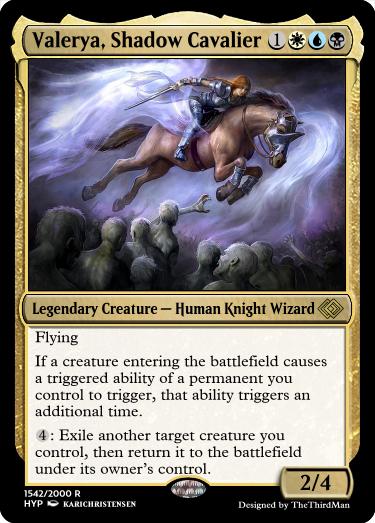 Valerya, Shadow Cavalier 1
Legendary Creature — Human Knight Wizard
Flying
If a creature entering the battlefield causes
a triggered ability of a permanent you
control to trigger, that ability triggers an
additional time.
4: Exile another target creature you
control, then return it to the battlefield
under its owner's control.
2/4
1542/2000 R
HYP KARICHRISTENSEN
Designed by TheThirdMan